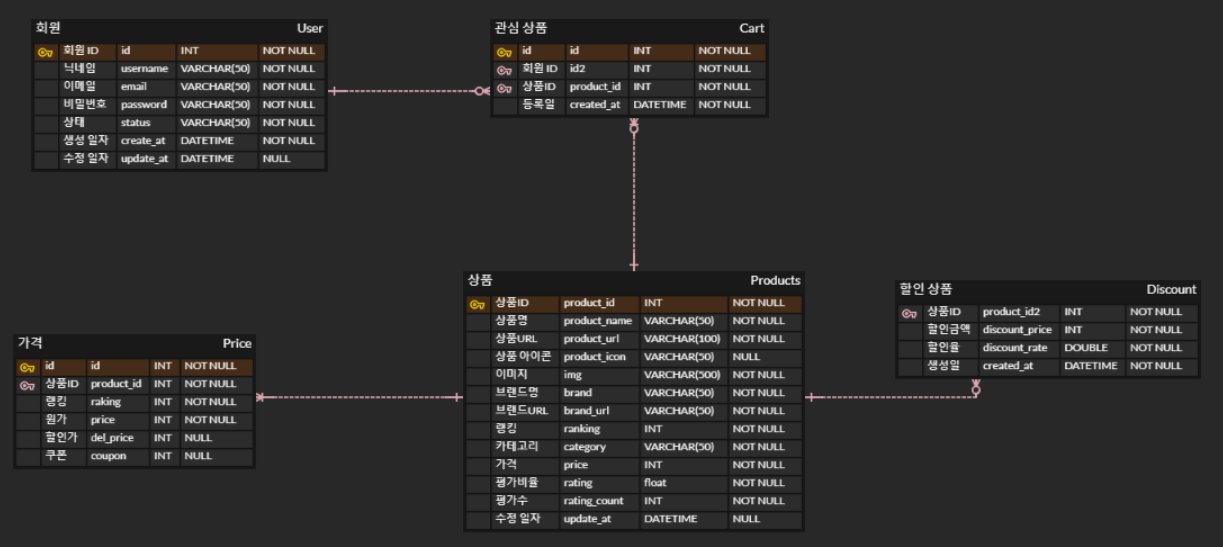 회원 User
회원 ID id INT NOT NULL
닉네임 username VARCHAR(50) NOT NULL
이메일 email VARCHAR(50) NOT NULL
비밀번호 password VARCHAR(50) NOT NULL
상태 status VARCHAR(50) NOT NULL
생성 일자 create_at DATETIME NOT NULL
수정 일자 update_at DATETIME NULL
관심 상품 Cart
id id INT NOT NULL
회원 ID id2 INT NOT NULL
상품ID product_id INT NOT NULL
등록일 created_at DATETIME NOT NULL
상품 Products
상품ID product_id INT NOT NULL
상품명 product_name VARCHAR(50) NOT NULL
상품URL product_url VARCHAR(100) NOT NULL
상품 아이콘 product_icon VARCHAR(50) NULL
이미지 img VARCHAR(500) NOT NULL
브랜드명 brand VARCHAR(50) NOT NULL
브랜드URL brand_url VARCHAR(50) NOT NULL
랭킹 ranking INT NOT NULL
카테고리 category VARCHAR(50) NOT NULL
가격 price INT NOT NULL
평가비율 rating float NOT NULL
평가수 rating_count INT NOT NULL
수정 일자 update_at DATETIME NULL
할인 상품 Discount
상품ID product_id2 INT NOT NULL
할인금액 discount_price INT NOT NULL
할인율 discount_rate DOUBLE NOT NULL
생성일 created_at DATETIME NOT NULL
가격 Price
id id INT NOT NULL
상품ID product_id INT NOT NULL
랭킹 raking INT NOT NULL
원가 price INT NOT NULL
할인가 del_price INT NULL
쿠폰 coupon INT NULL